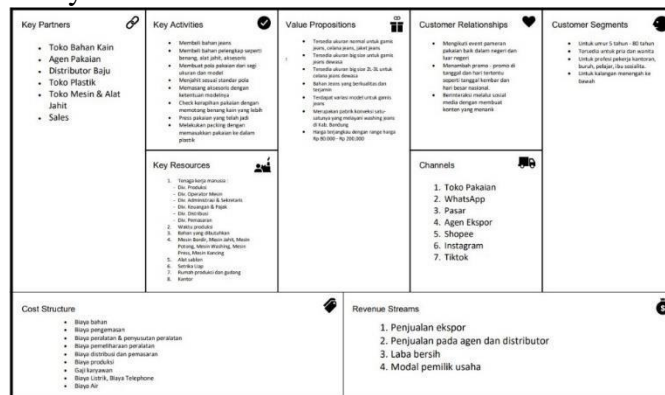 Key Partners
• Toko Bahan Kain
• Agen Pakaian
• Distributor Baju
• Toko Plastik
• Toko Mesin & Alat
Jahit
• Sales
Key Activities
• Membeli bahan jeans
• Membeli bahan pelengkap seperti
benang, alat jahit, aksesoris
• Membuat pola pakaian dari segi
ukuran dan model
• Menjahit sesuai standar pola
• Memasang aksesoris dengan
ketentuan modelnya
• Check kerapihan pakaian dengan
memotong benang kain yang lebih
• Press pakaian yang telah jadi
• Melakukan packing dengan
memasukkan pakaian ke dalam
plastik
Key Resources
1. Tenaga kerja manusia :
- Div. Produksi
- Div. Operator Mesin
- Div. Administrasi & Sekretaris
- Div. Keuangan & Pajak
- Div. Distribusi
- Div. Pemasaran
2. Waktu produksi
3. Bahan yang dibutuhkan
4. Mesin Bordir, Mesin Jahit, Mesin
Potong, Mesin Washing, Mesin
Press, Mesin Kancing
5. Alat sablon
6. Setrika Uap
7. Rumah produksi dan gudang
8. Kantor
Value Propositions
• Tersedia ukuran normal untuk gamis
jeans, celana jeans, jaket jeans
• Tersedia ukuran big size untuk gamis
jeans dewasa
• Tersedia ukuran big size 2L-5L untuk
celana jeans dewasa
• Bahan jeans yang berkualitas dan
terjamin
• Terdapat variasi model untuk gamis
jeans
• Merupakan pabrik konveksi satu-
satunya yang melayani washing jeans
di Kab. Bandung
• Harga terjangkau dengan range harga
Rp 80.000 - Rp 200.000
Customer Relationships
• Mengikuti event pameran
pakaian baik dalam negeri dan
luar negeri
• Menambah promo - promo di
tanggal dan hari tertentu
seperti tanggal kembar dan
hari besar nasional.
• Berinteraksi melalui sosial
media dengan membuat
konten yang menarik
Channels
1. Toko Pakaian
2. WhatsApp
3. Pasar
4. Agen Ekspor
5. Shopee
6. Instagram
7. Tiktok
Customer Segments
• Untuk umur 5 tahun - 80 tahun
• Tersedia untuk pria dan wanita
• Untuk profesi pekerja kantoran,
buruh, pelajar, ibu sosialita.
• Untuk kalangan menengah ke
bawah
Cost Structure
• Biaya bahan
• Biaya pengemasan
• Biaya peralatan & penyusutan peralatan
• Biaya pemeliharaan peralatan
• Biaya distribusi dan pemasaran
• Biaya produksi
• Gaji karyawan
• Biaya Listrik, Biaya Telephone
• Biaya Air
Revenue Streams
1. Penjualan ekspor
2. Penjualan pada agen dan distributor
3. Laba bersih
4. Modal pemilik usaha